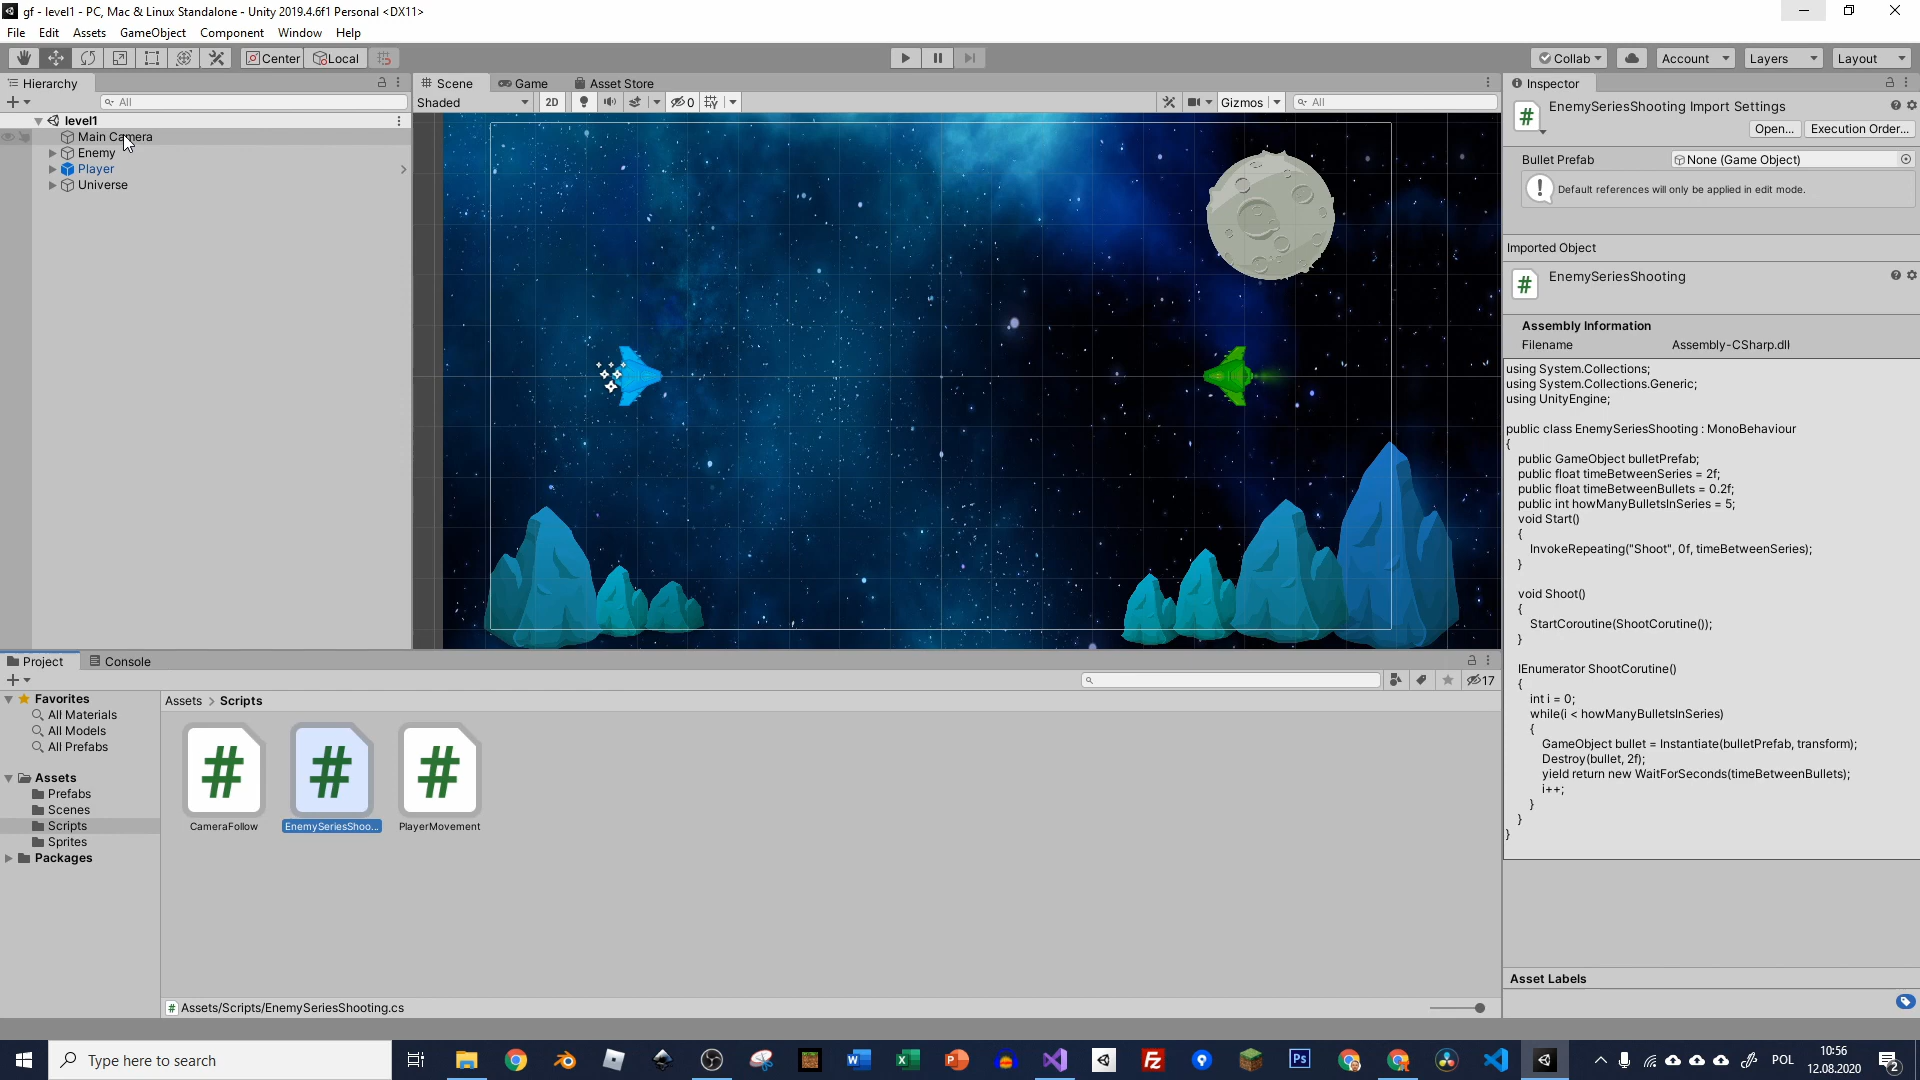 gf - level1 - PC, Mac & Linux Standalone - Unity 2019.4.6f1 Personal <DX11>
File Edit Assets GameObject Component Window Help
Center Local Collab Account Layers Layout
Hierarchy
All
level1
Main Camera
Enemy
Player
Universe
Scene Game Asset Store
Shaded 2D 0 Gizmos All
Inspector
EnemySeriesShooting Import Settings
Open... Execution Order...
Bullet Prefab None (Game Object)
Default references will only be applied in edit mode.
Imported Object
EnemySeriesShooting
Assembly Information
Filename Assembly-CSharp.dll
using System.Collections;
using System.Collections.Generic;
using UnityEngine;
public class EnemySeriesShooting : MonoBehaviour
{
public GameObject bulletPrefab;
public float timeBetweenSeries = 2f;
public float timeBetweenBullets = 0.2f;
public int howManyBulletsInSeries = 5;
void Start()
{
InvokeRepeating("Shoot", 0f, timeBetweenSeries);
}
void Shoot()
{
StartCoroutine(ShootCorutine());
}
IEnumerator ShootCorutine()
{
int i = 0;
while(i < howManyBulletsInSeries)
{
GameObject bullet = Instantiate(bulletPrefab, transform);
Destroy(bullet, 2f);
yield return new WaitForSeconds(timeBetweenBullets);
i++;
}
}
}
Asset Labels
Project Console
17
Favorites
All Materials
All Models
All Prefabs
Assets
Prefabs
Scenes
Scripts
Sprites
Packages
Assets > Scripts
CameraFollow EnemySeriesShoo... PlayerMovement
Assets/Scripts/EnemySeriesShooting.cs
Type here to search
POL
10:56
12.08.2020
2